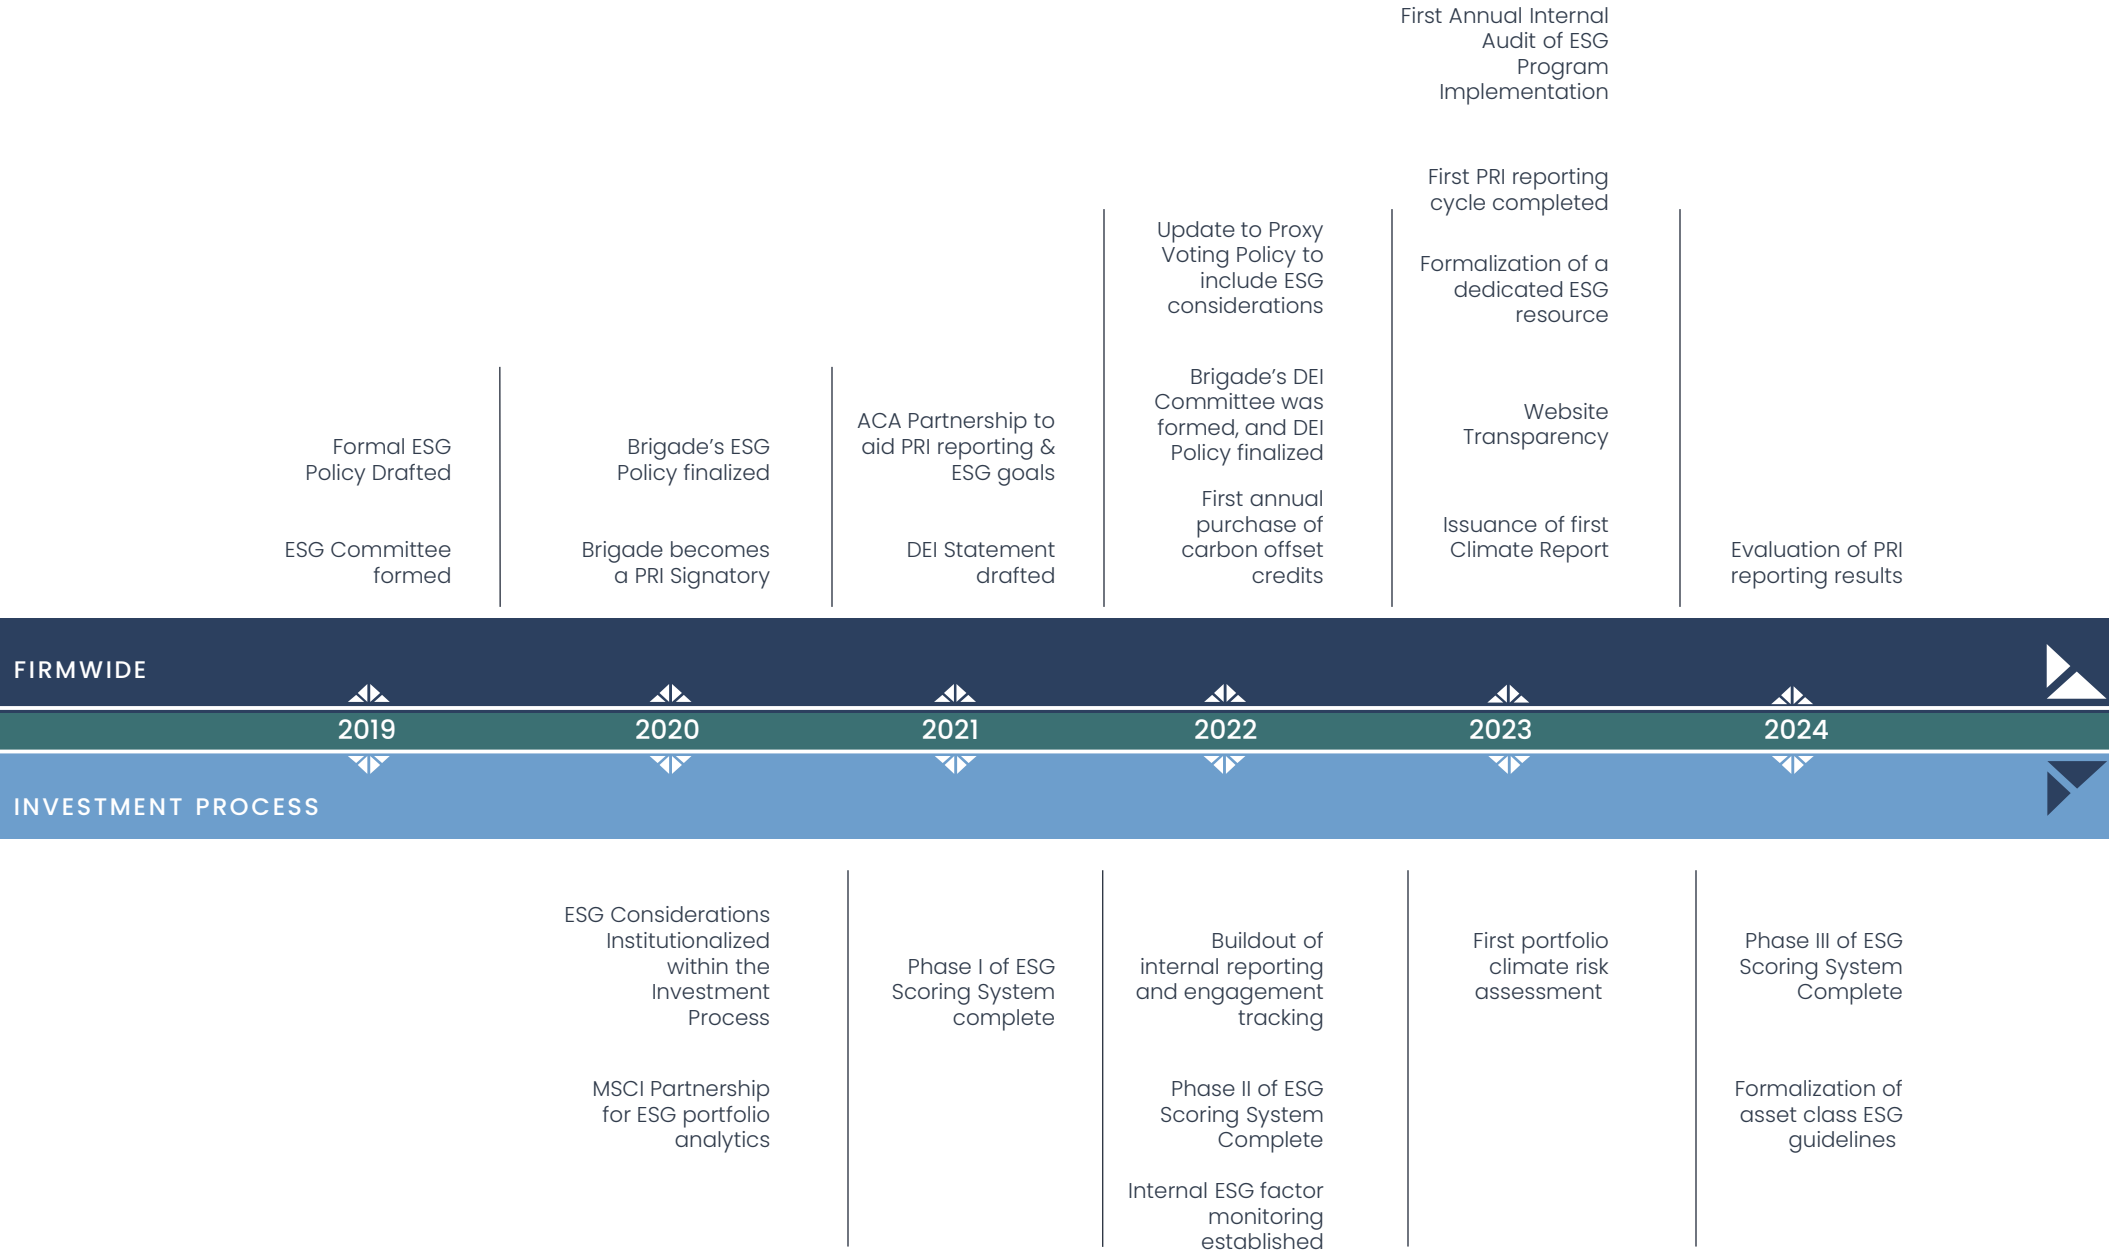 Formal ESG
Policy Drafted
ESG Committee
formed
Brigade’s ESG
Policy finalized
Brigade becomes
a PRI Signatory
ACA Partnership to
aid PRI reporting &
ESG goals
DEI Statement
drafted
Update to Proxy
Voting Policy to
include ESG
considerations
Brigade’s DEI
Committee was
formed, and DEI
Policy finalized
First annual
purchase of
carbon offset
credits
First Annual Internal
Audit of ESG
Program
Implementation
First PRI reporting
cycle completed
Formalization of a
dedicated ESG
resource
Website
Transparency
Issuance of first
Climate Report
Evaluation of PRI
reporting results
FIRMWIDE
2019
2020
2021
2022
2023
2024
INVESTMENT PROCESS
ESG Considerations
Institutionalized
within the
Investment
Process
MSCI Partnership
for ESG portfolio
analytics
Phase I of ESG
Scoring System
complete
Buildout of
internal reporting
and engagement
tracking
Phase II of ESG
Scoring System
Complete
Internal ESG factor
monitoring
established
First portfolio
climate risk
assessment
Phase III of ESG
Scoring System
Complete
Formalization of
asset class ESG
guidelines